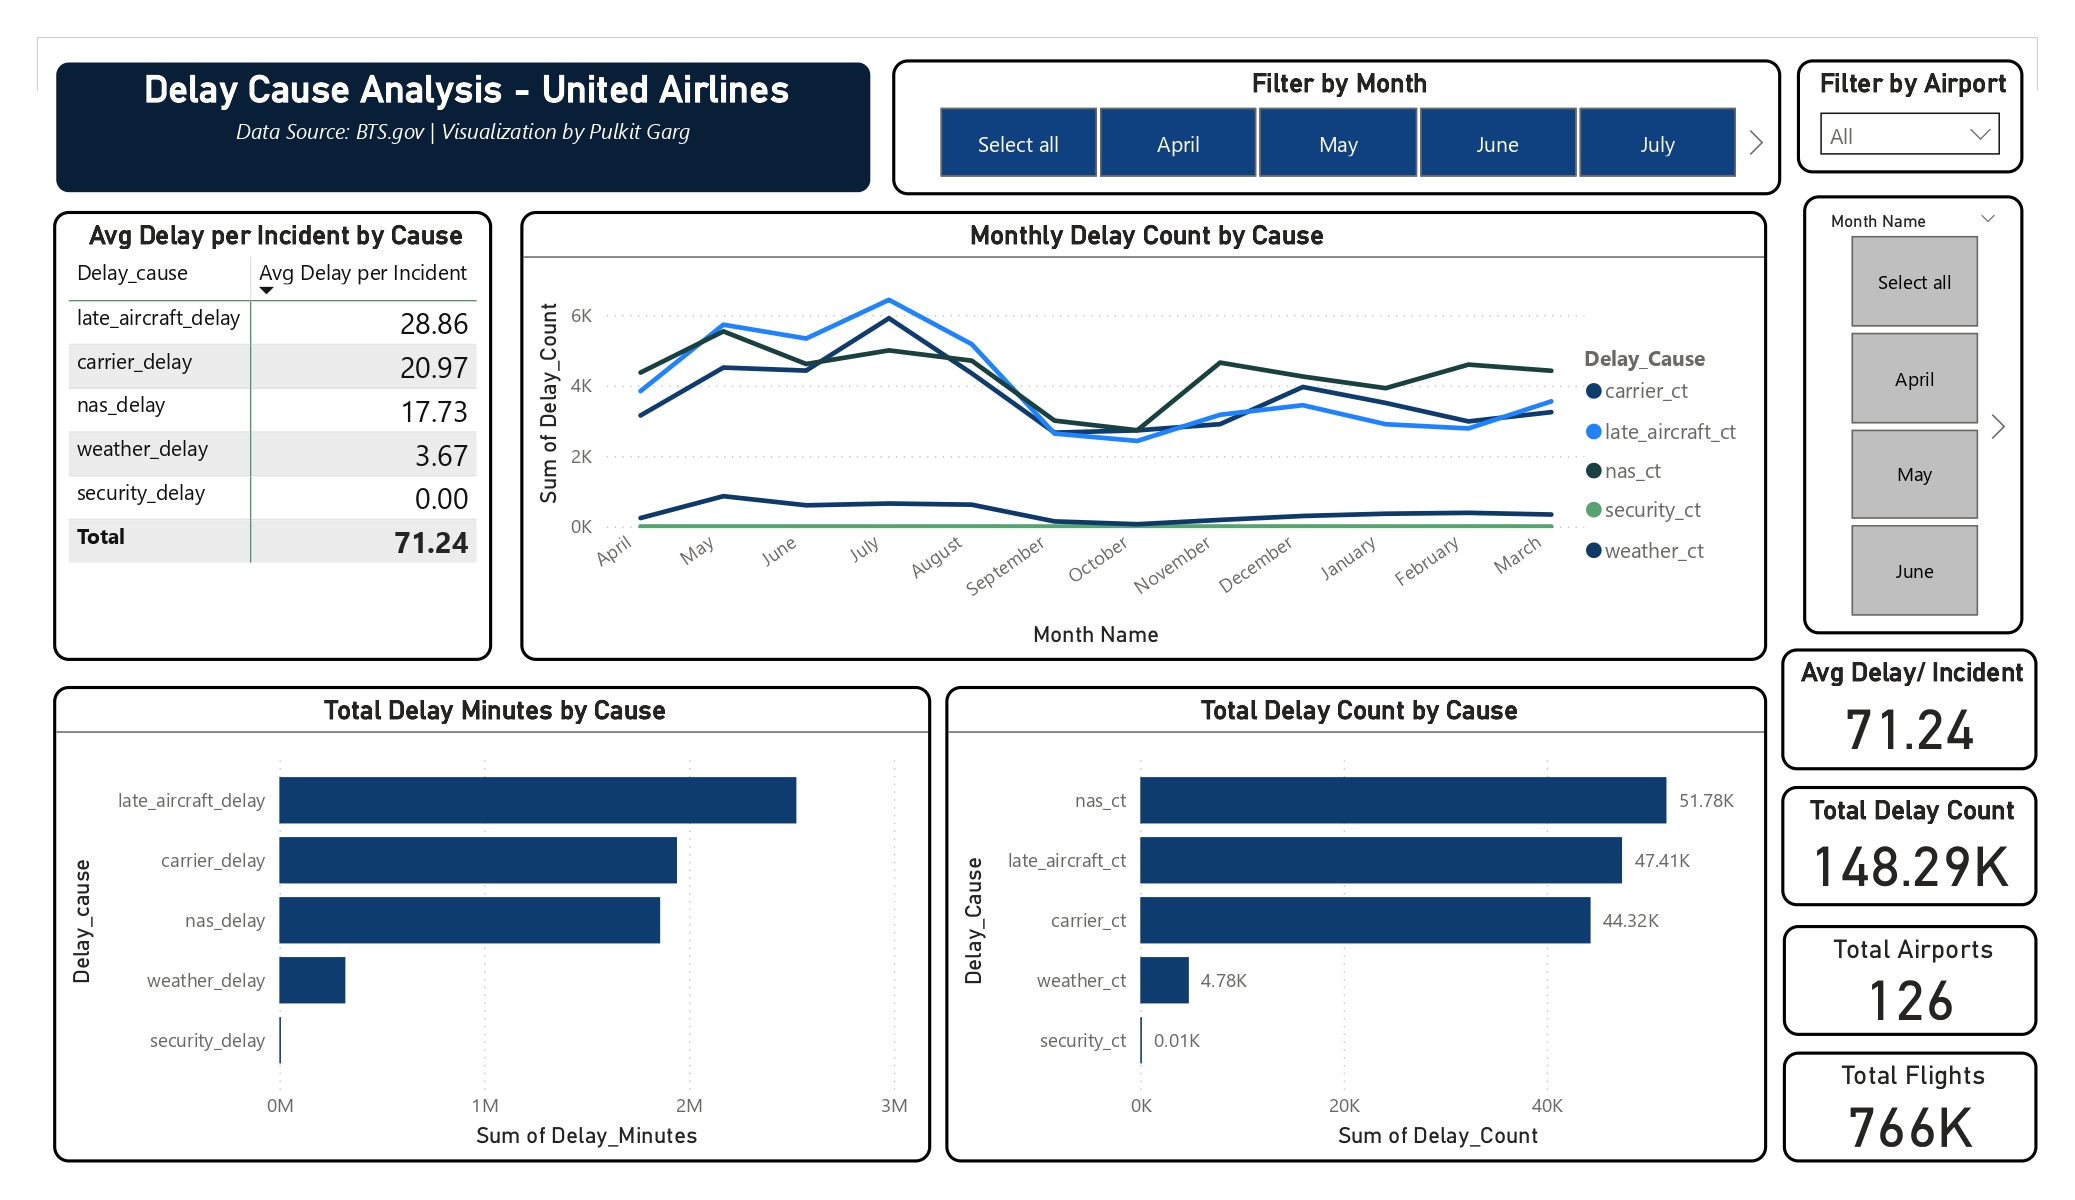 Delay Cause Analysis - United Airlines
Data Source: BTS.gov | Visualization by Pulkit Garg
Filter by Month
Select all April May June July
Filter by Airport
All
Avg Delay per Incident by Cause
Delay_cause Avg Delay per Incident
late_aircraft_delay 28.86
carrier_delay 20.97
nas_delay 17.73
weather_delay 3.67
security_delay 0.00
Total 71.24
Monthly Delay Count by Cause
Sum of Delay_Count
6K
4K
2K
0K
April May June July August September October November December January February March
Month Name
Delay_Cause
carrier_ct
late_aircraft_ct
nas_ct
security_ct
weather_ct
Month Name
Select all
April
May
June
Total Delay Minutes by Cause
Delay_cause
late_aircraft_delay
carrier_delay
nas_delay
weather_delay
security_delay
0M 1M 2M 3M
Sum of Delay_Minutes
Total Delay Count by Cause
Delay_Cause
nas_ct 51.78K
late_aircraft_ct 47.41K
carrier_ct 44.32K
weather_ct 4.78K
security_ct 0.01K
0K 20K 40K
Sum of Delay_Count
Avg Delay/ Incident
71.24
Total Delay Count
148.29K
Total Airports
126
Total Flights
766K